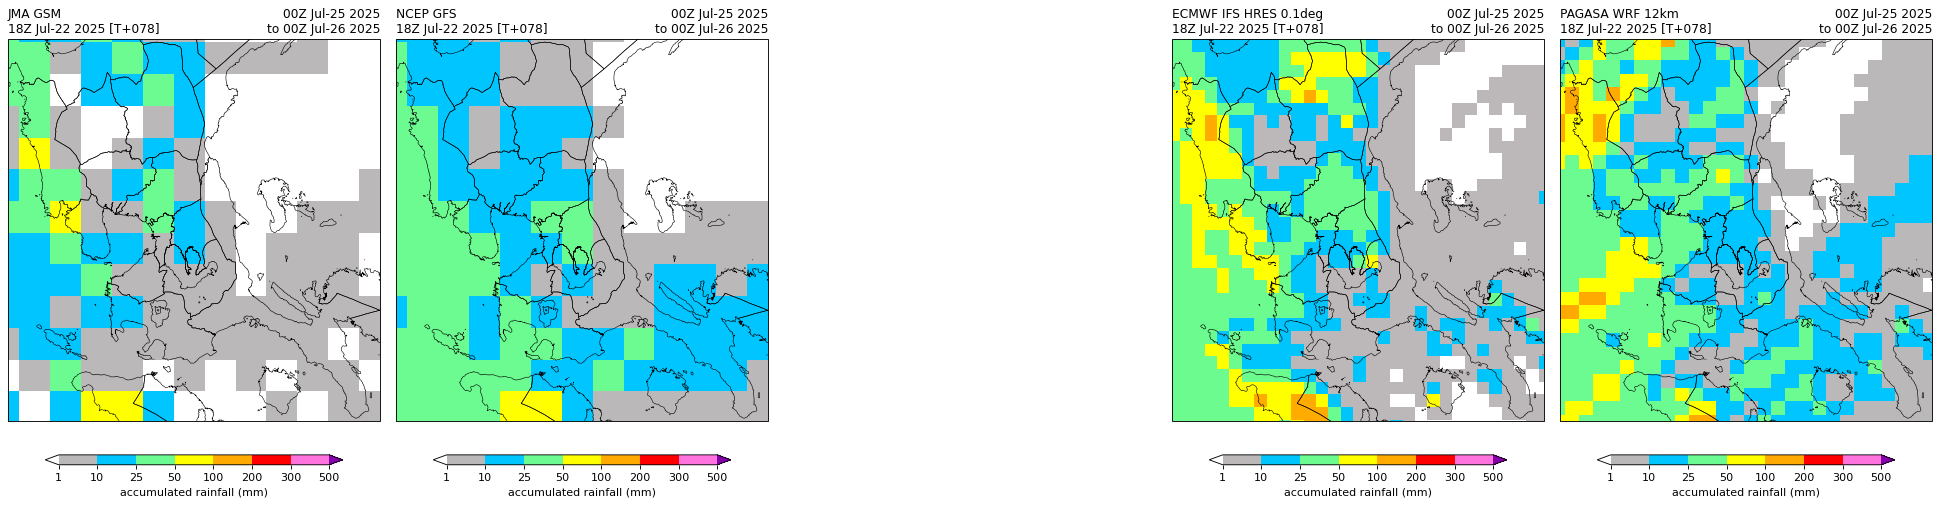 JMA GSM 00Z Jul-25 2025
18Z Jul-22 2025 [T+078] to 00Z Jul-26 2025
1 10 25 50 100 200 300 500
accumulated rainfall (mm)
NCEP GFS 00Z Jul-25 2025
18Z Jul-22 2025 [T+078] to 00Z Jul-26 2025
1 10 25 50 100 200 300 500
accumulated rainfall (mm)
ECMWF IFS HRES 0.1deg 00Z Jul-25 2025
18Z Jul-22 2025 [T+078] to 00Z Jul-26 2025
1 10 25 50 100 200 300 500
accumulated rainfall (mm)
PAGASA WRF 12km 00Z Jul-25 2025
18Z Jul-22 2025 [T+078] to 00Z Jul-26 2025
1 10 25 50 100 200 300 500
accumulated rainfall (mm)